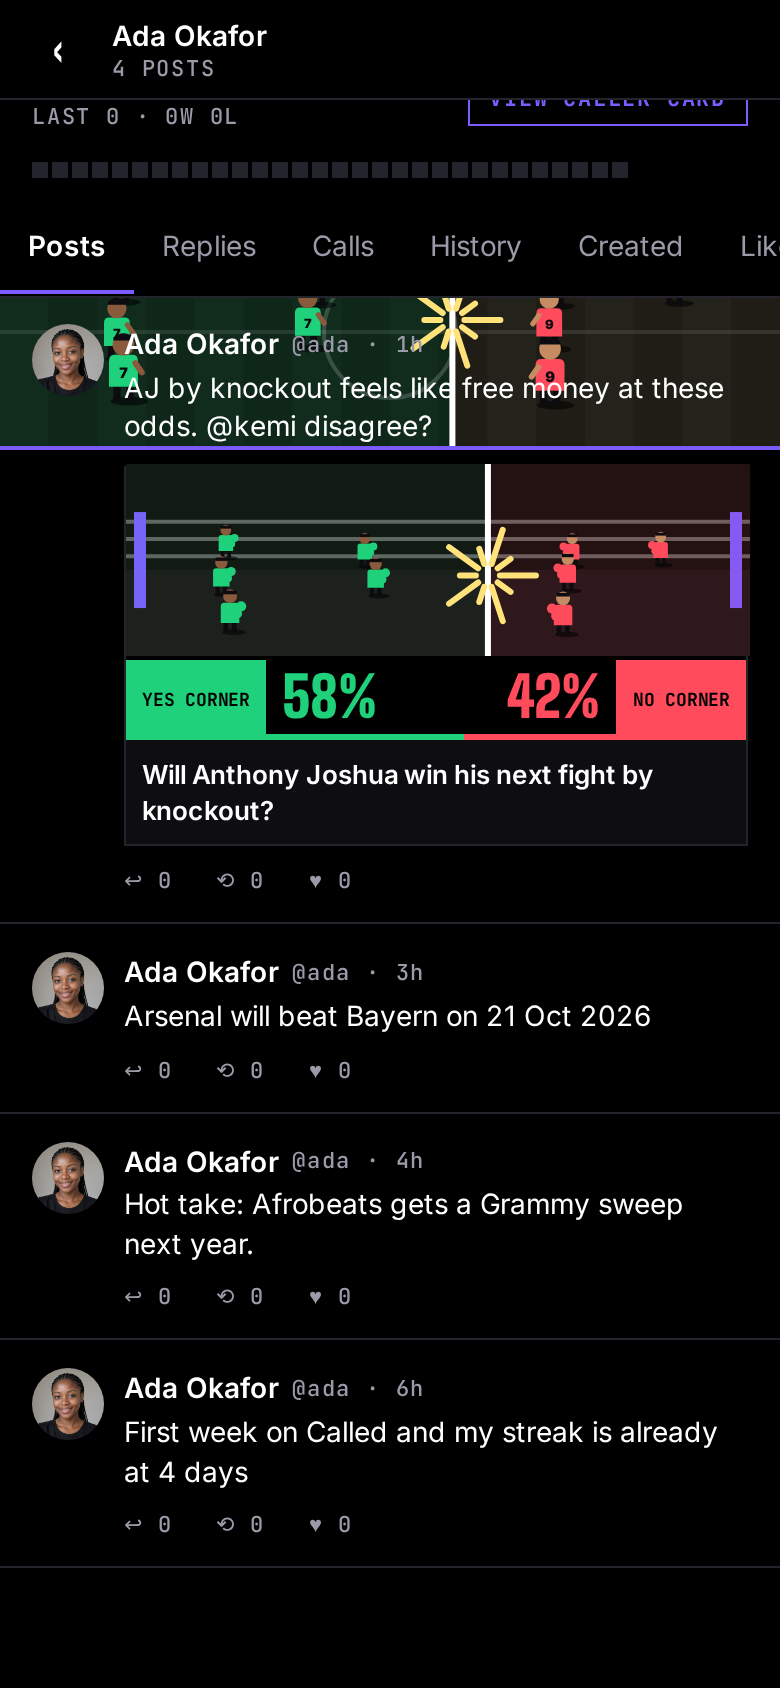 Ada Okafor
4 POSTS
LAST 0 · 0W 0L
VIEW CALLER CARD
Posts Replies Calls History Created Lik
7 7 9
Ada Okafor @ada · 1h
7 9
AJ by knockout feels like free money at these
odds. @kemi disagree?
YES CORNER 58% 42% NO CORNER
Will Anthony Joshua win his next fight by
knockout?
↩ 0 ⟲ 0 ♥ 0
Ada Okafor @ada · 3h
Arsenal will beat Bayern on 21 Oct 2026
↩ 0 ⟲ 0 ♥ 0
Ada Okafor @ada · 4h
Hot take: Afrobeats gets a Grammy sweep
next year.
↩ 0 ⟲ 0 ♥ 0
Ada Okafor @ada · 6h
First week on Called and my streak is already
at 4 days
↩ 0 ⟲ 0 ♥ 0